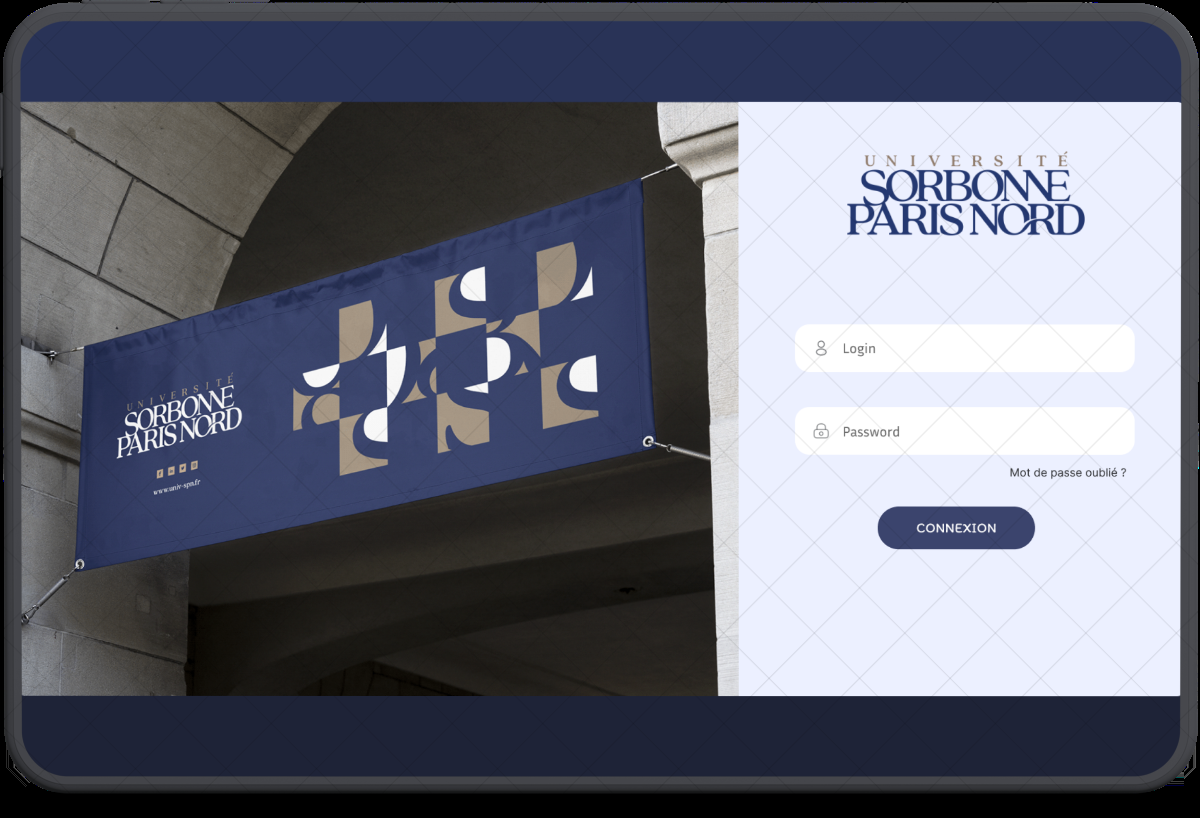 UNIVERSITÉ
SORBONNE
PARIS NORD
www.univ-spn.fr
UNIVERSITÉ
SORBONNE
PARIS NORD
Login
Password
Mot de passe oublié ?
CONNEXION